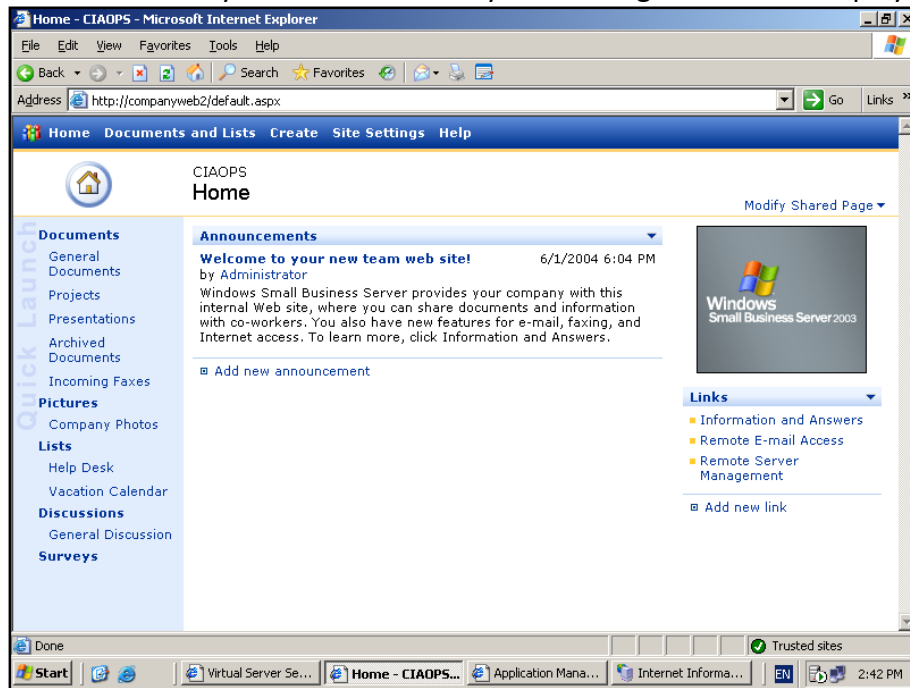 Home - CIAOPS - Microsoft Internet Explorer
File Edit View Favorites Tools Help
Back Search Favorites
Address http://companyweb2/default.aspx Go Links »
Home Documents and Lists Create Site Settings Help
CIAOPS
Home
Modify Shared Page
Quick Launch
Documents
General
Documents
Projects
Presentations
Archived
Documents
Incoming Faxes
Pictures
Company Photos
Lists
Help Desk
Vacation Calendar
Discussions
General Discussion
Surveys
Announcements
Welcome to your new team web site! 6/1/2004 6:04 PM
by Administrator
Windows Small Business Server provides your company with this
internal Web site, where you can share documents and information
with co-workers. You also have new features for e-mail, faxing, and
Internet access. To learn more, click Information and Answers.
Add new announcement
Windows
Small Business Server 2003
Links
Information and Answers
Remote E-mail Access
Remote Server
Management
Add new link
Done Trusted sites
Start Virtual Server Se... Home - CIAOPS... Application Mana... Internet Informa... EN 2:42 PM